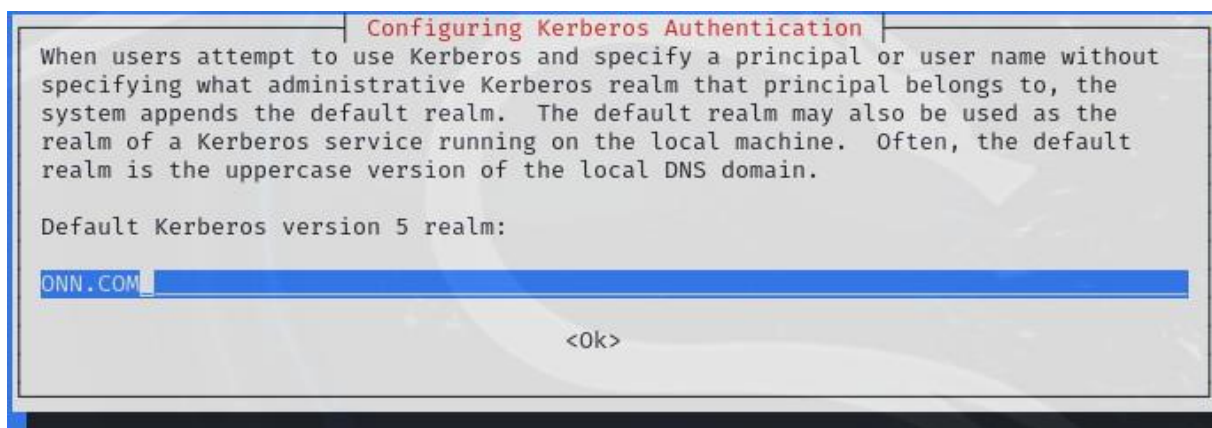 Configuring Kerberos Authentication
When users attempt to use Kerberos and specify a principal or user name without
specifying what administrative Kerberos realm that principal belongs to, the
system appends the default realm.  The default realm may also be used as the
realm of a Kerberos service running on the local machine.  Often, the default
realm is the uppercase version of the local DNS domain.
Default Kerberos version 5 realm:
ONN.COM
<Ok>